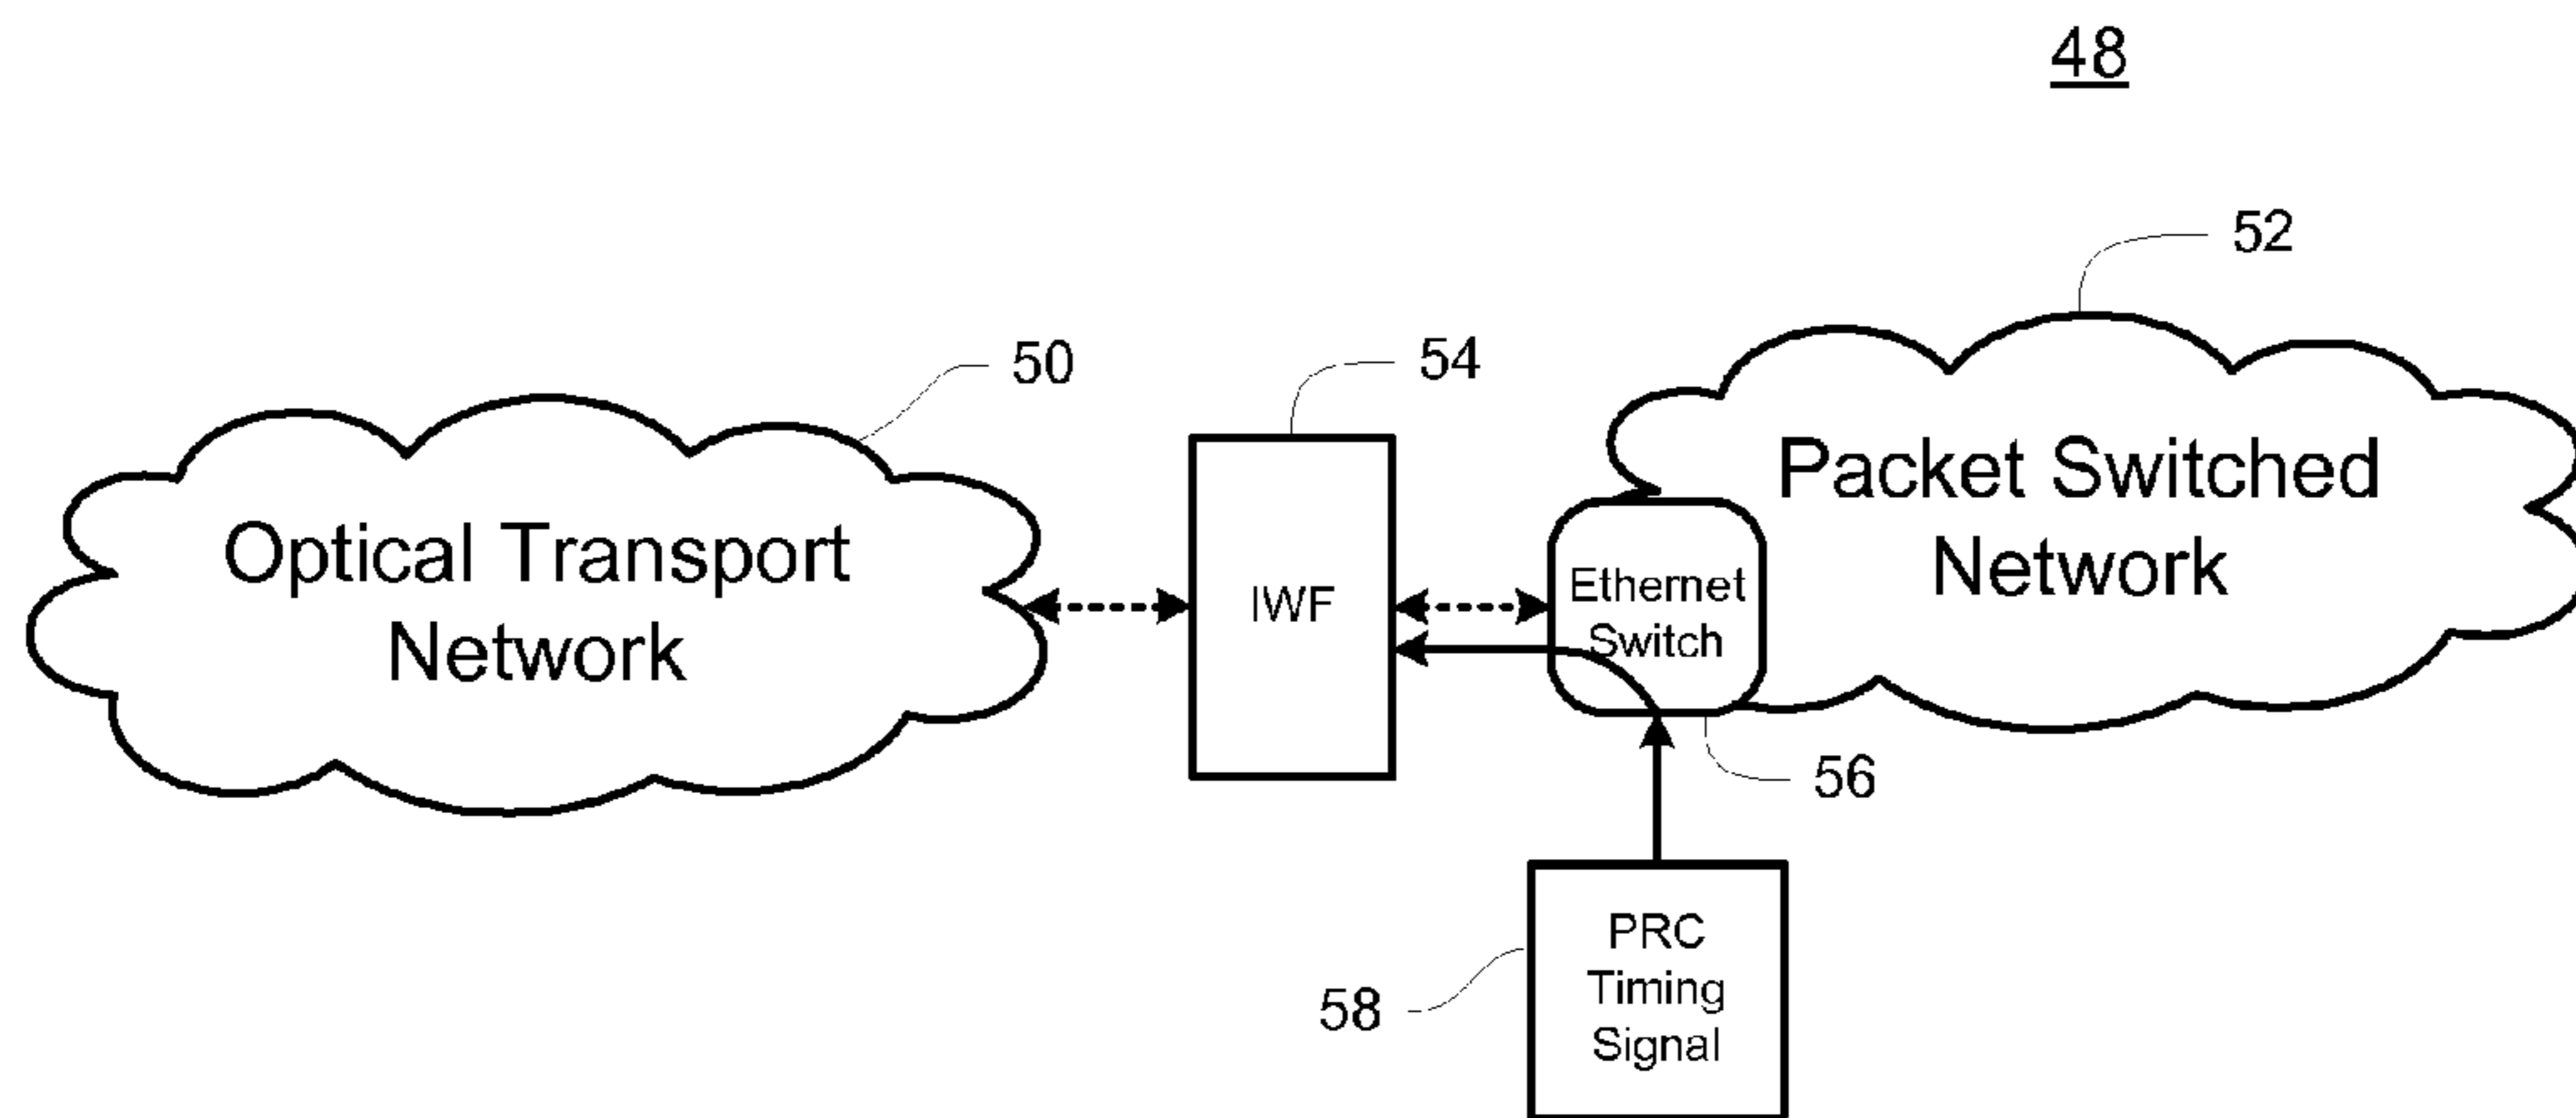 48
52
50
54
Packet Switched
Network
Optical Transport
Network
IWF
Ethernet
Switch
56
58
PRC
Timing
Signal